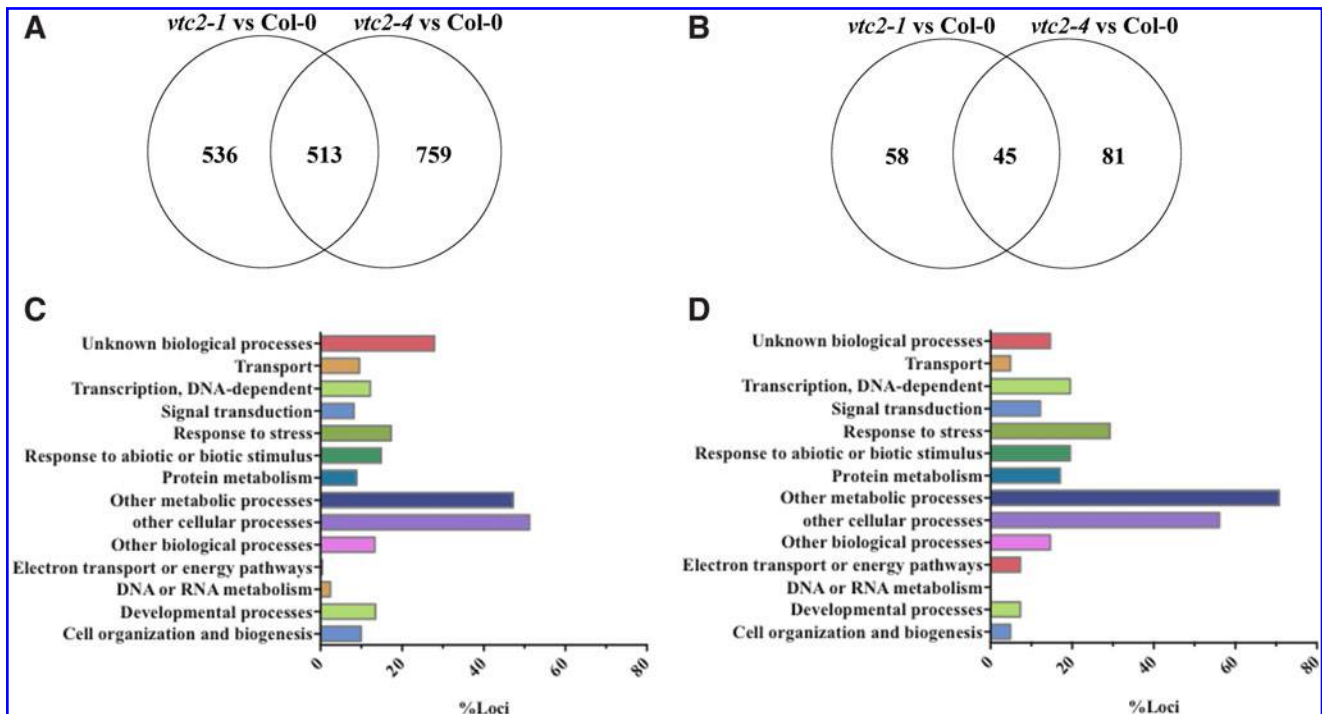 A
vtc2-1 vs Col-0
vtc2-4 vs Col-0
536
513
759
B
vtc2-1 vs Col-0
vtc2-4 vs Col-0
58
45
81
C
Unknown biological processes
Transport
Transcription, DNA-dependent
Signal transduction
Response to stress
Response to abiotic or biotic stimulus
Protein metabolism
Other metabolic processes
other cellular processes
Other biological processes
Electron transport or energy pathways
DNA or RNA metabolism
Developmental processes
Cell organization and biogenesis
0
20
40
60
80
%Loci
D
Unknown biological processes
Transport
Transcription, DNA-dependent
Signal transduction
Response to stress
Response to abiotic or biotic stimulus
Protein metabolism
Other metabolic processes
other cellular processes
Other biological processes
Electron transport or energy pathways
DNA or RNA metabolism
Developmental processes
Cell organization and biogenesis
0
20
40
60
80
%Loci